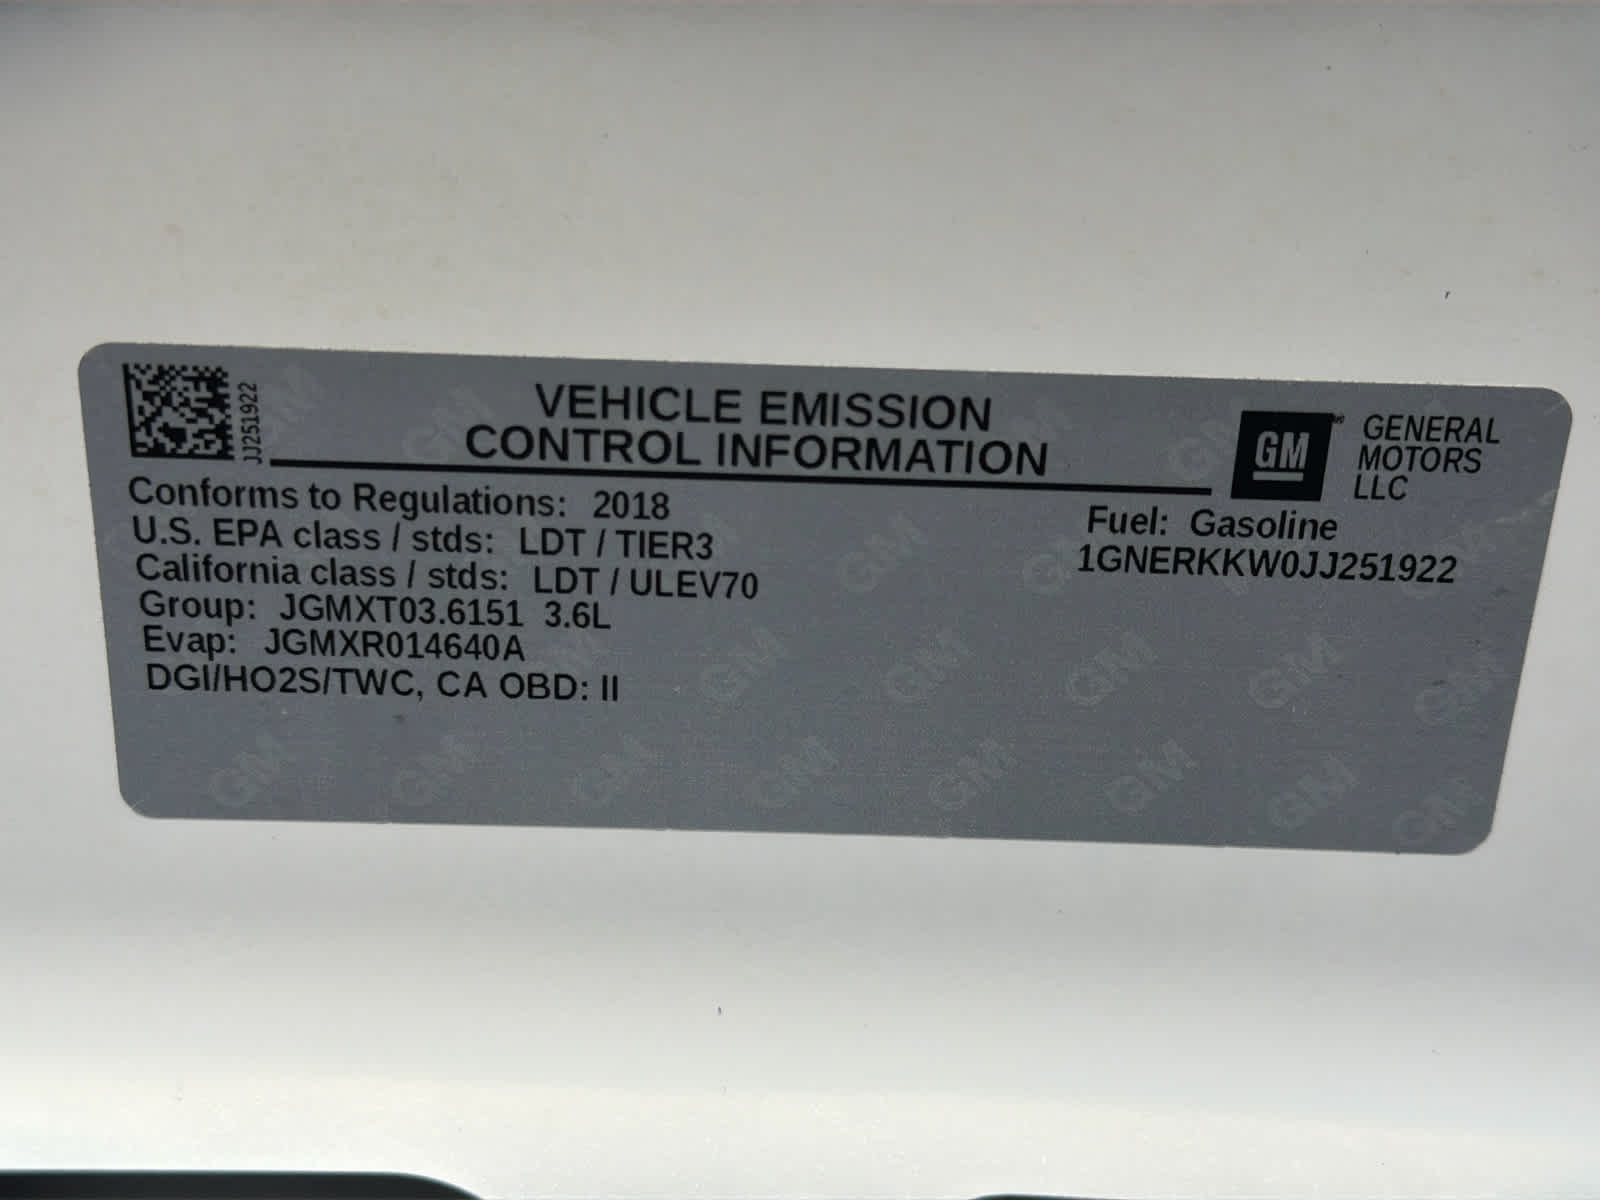 JJ251922
VEHICLE EMISSION
CONTROL INFORMATION
GM
GENERAL
MOTORS
LLC
Conforms to Regulations: 2018
U.S. EPA class / stds: LDT / TIER3
California class / stds: LDT / ULEV70
Group: JGMXT03.6151 3.6L
Evap: JGMXR014640A
DGI/HO2S/TWC, CA OBD: II
Fuel: Gasoline
1GNERKKW0JJ251922